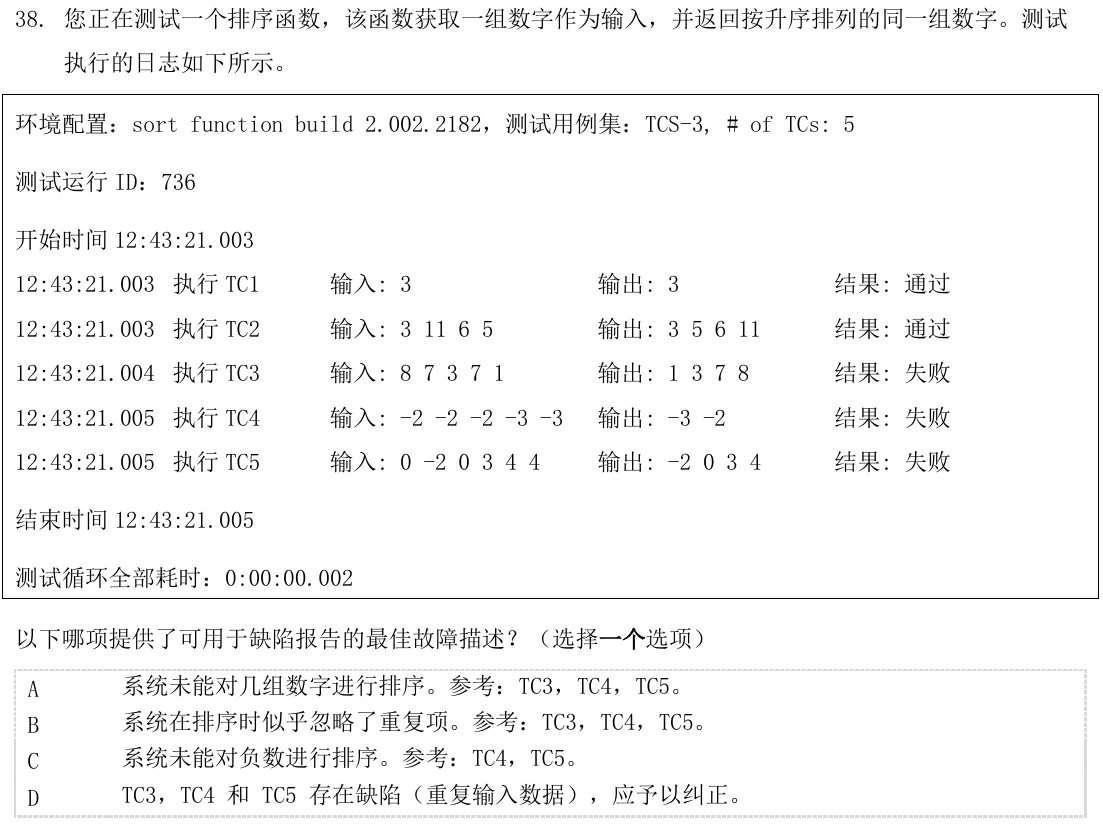 38. 您正在测试一个排序函数，该函数获取一组数字作为输入，并返回按升序排列的同一组数字。测试
执行的日志如下所示。
环境配置：sort function build 2.002.2182，测试用例集：TCS-3, # of TCs: 5
测试运行 ID：736
开始时间 12:43:21.003
12:43:21.003 执行 TC1 输入: 3 输出: 3 结果: 通过
12:43:21.003 执行 TC2 输入: 3 11 6 5 输出: 3 5 6 11 结果: 通过
12:43:21.004 执行 TC3 输入: 8 7 3 7 1 输出: 1 3 7 8 结果: 失败
12:43:21.005 执行 TC4 输入: -2 -2 -2 -3 -3 输出: -3 -2 结果: 失败
12:43:21.005 执行 TC5 输入: 0 -2 0 3 4 4 输出: -2 0 3 4 结果: 失败
结束时间 12:43:21.005
测试循环全部耗时：0:00:00.002
以下哪项提供了可用于缺陷报告的最佳故障描述？（选择一个选项）
A 系统未能对几组数字进行排序。参考：TC3，TC4，TC5。
B 系统在排序时似乎忽略了重复项。参考：TC3，TC4，TC5。
C 系统未能对负数进行排序。参考：TC4，TC5。
D TC3，TC4 和 TC5 存在缺陷（重复输入数据），应予以纠正。